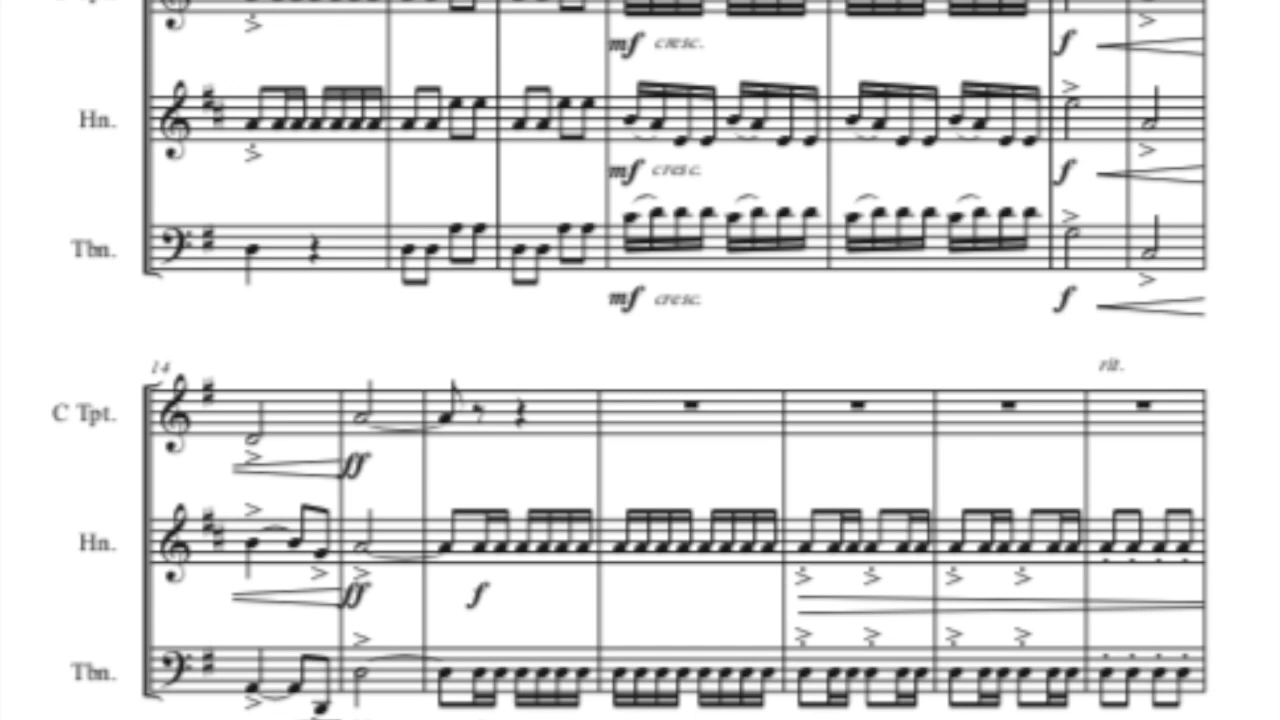 mf cresc. f
Hn.
mf cresc. f
Tbn.
mf cresc. f
14 rit.
C Tpt.
ff
Hn.
ff f
Tbn.